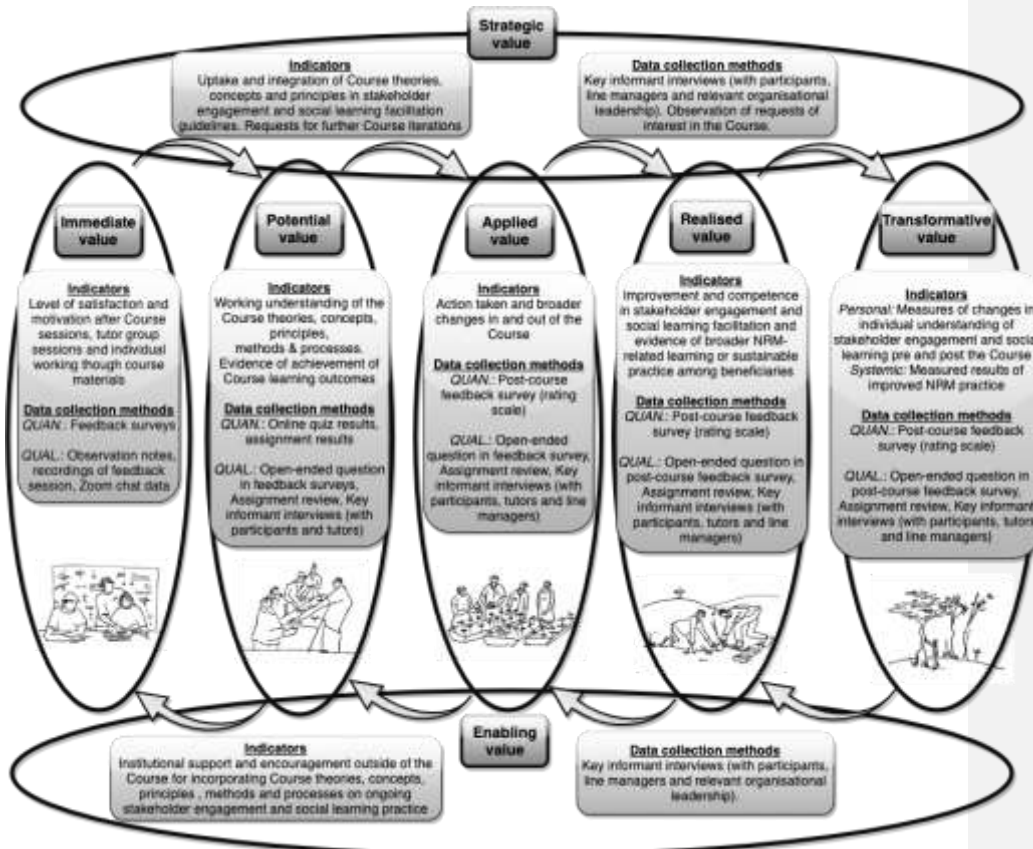 Strategic
value
Indicators
Uptake and integration of Course theories,
concepts and principles in stakeholder
engagement and social learning facilitation
guidelines. Requests for further Course iterations
Data collection methods
Key informant interviews (with participants,
line managers and relevant organisational
leadership). Observation of requests of
interest in the Course.
Immediate
value
Indicators
Level of satisfaction and
motivation after Course
sessions, tutor group
sessions and individual
working though course
materials
Data collection methods
QUAN.: Feedback surveys
QUAL.: Observation notes,
recordings of feedback
session, Zoom chat data
Potential
value
Indicators
Working understanding of the
Course theories, concepts,
principles,
methods & processes.
Evidence of achievement of
Course learning outcomes
Data collection methods
QUAN.: Online quiz results,
assignment results
QUAL.: Open-ended question
in feedback surveys,
Assignment review, Key
informant interviews (with
participants and tutors)
Applied
value
Indicators
Action taken and broader
changes in and out of the
Course
Data collection methods
QUAN.: Post-course
feedback survey (rating
scale)
QUAL.: Open-ended
question in feedback survey,
Assignment review, Key
informant interviews (with
participants, tutors and line
managers)
Realised
value
Indicators
Improvement and competence
in stakeholder engagement and
social learning facilitation and
evidence of broader NRM-
related learning or sustainable
practice among beneficiaries
Data collection methods
QUAN.: Post-course feedback
survey (rating scale)
QUAL.: Open-ended question in
post-course feedback survey,
Assignment review, Key
informant interviews (with
participants, tutors and line
managers)
Transformative
value
Indicators
Personal: Measures of changes in
individual understanding of
stakeholder engagement and social
learning pre and post the Course
Systemic: Measured results of
improved NRM practice
Data collection methods
QUAN.: Post-course feedback
survey (rating scale)
QUAL.: Open-ended question in
post-course feedback survey,
Assignment review, Key informant
interviews (with participants, tutors
and line managers)
Enabling
value
Indicators
Institutional support and encouragement outside of the
Course for incorporating Course theories, concepts,
principles , methods and processes on ongoing
stakeholder engagement and social learning practice
Data collection methods
Key informant interviews (with participants,
line managers and relevant organisational
leadership).